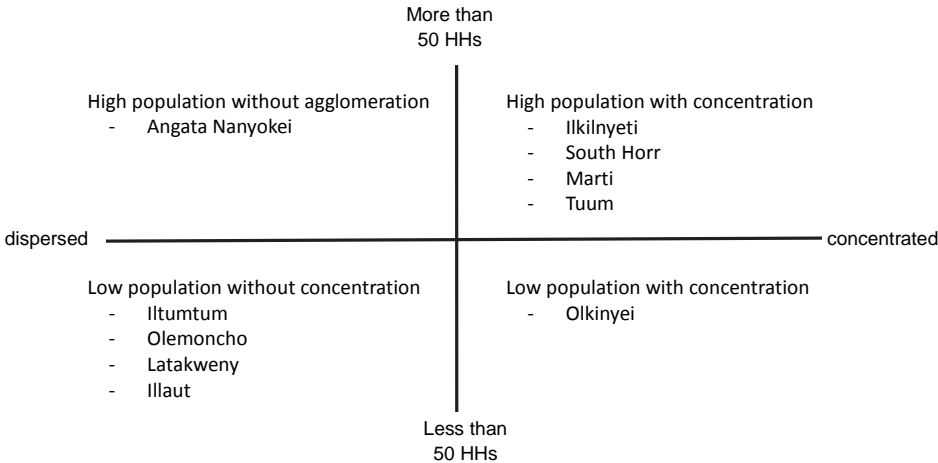 More than
50 HHs
High population without agglomeration
- Angata Nanyokei
High population with concentration
- Ilkilnyeti
- South Horr
- Marti
- Tuum
dispersed
concentrated
Low population without concentration
- Iltumtum
- Olemoncho
- Latakweny
- Illaut
Low population with concentration
- Olkinyei
Less than
50 HHs